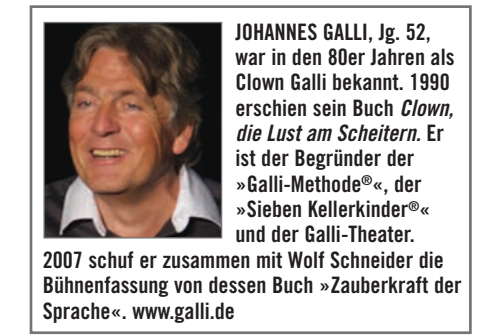 JOHANNES GALLI, Jg. 52,
war in den 80er Jahren als
Clown Galli bekannt. 1990
erschien sein Buch Clown,
die Lust am Scheitern. Er
ist der Begründer der
»Galli-Methode®«, der
»Sieben Kellerkinder®«
und der Galli-Theater.
2007 schuf er zusammen mit Wolf Schneider die
Bühnenfassung von dessen Buch »Zauberkraft der
Sprache«. www.galli.de